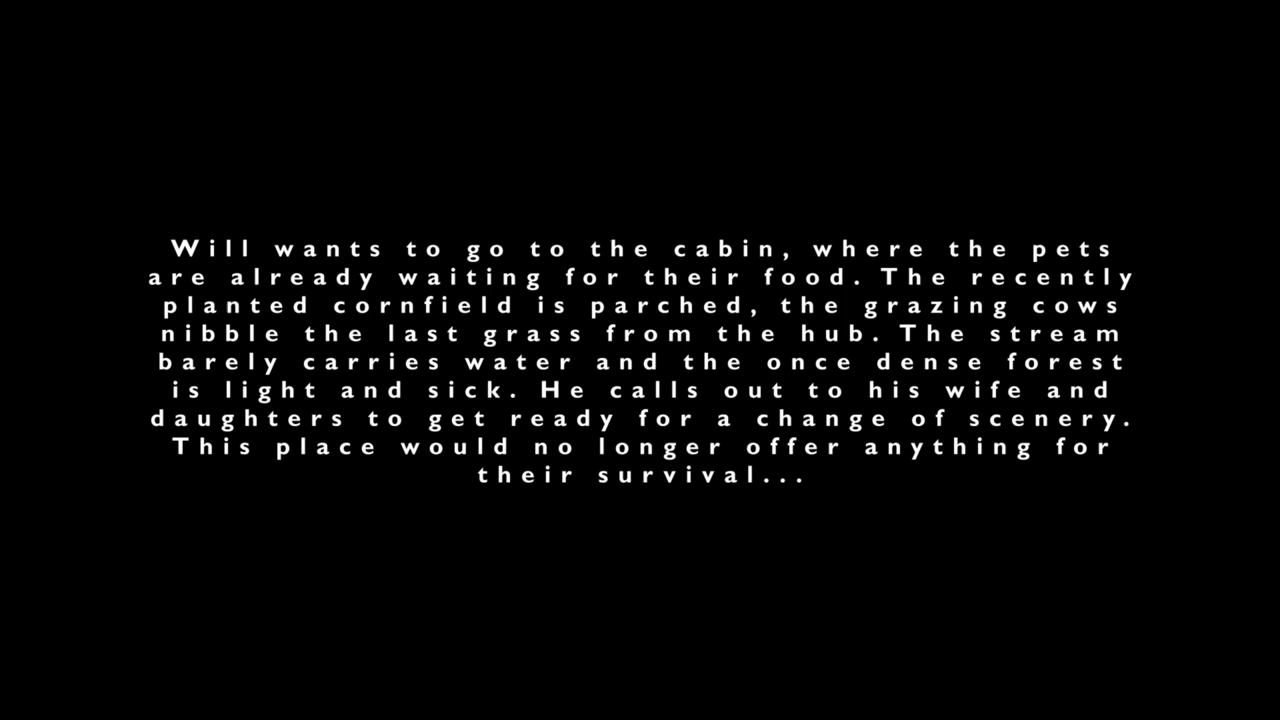 Will wants to go to the cabin, where the pets
are already waiting for their food. The recently
planted cornfield is parched, the grazing cows
nibble the last grass from the hub. The stream
barely carries water and the once dense forest
is light and sick. He calls out to his wife and
daughters to get ready for a change of scenery.
This place would no longer offer anything for
their survival...